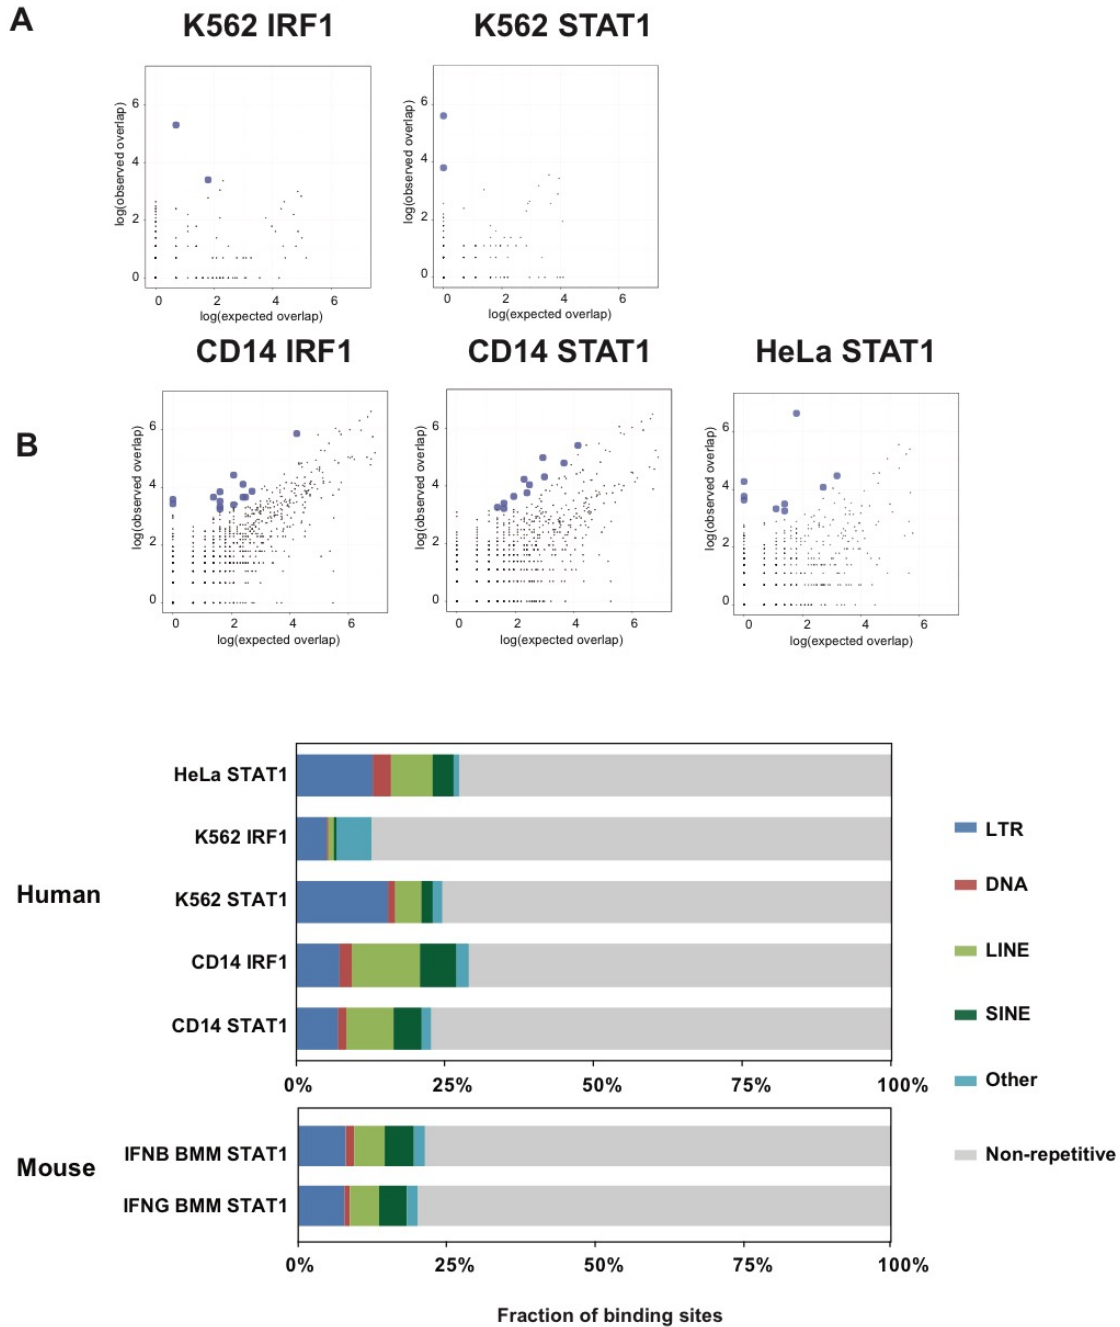 A
K562 IRF1
K562 STAT1
log(observed overlap)
6
4
2
0
0
2
4
6
log(expected overlap)
log(observed overlap)
6
4
2
0
0
2
4
6
log(expected overlap)
B
CD14 IRF1
CD14 STAT1
HeLa STAT1
log(observed overlap)
6
4
2
0
0
2
4
6
log(expected overlap)
log(observed overlap)
6
4
2
0
0
2
4
6
log(expected overlap)
log(observed overlap)
6
4
2
0
0
2
4
6
log(expected overlap)
Human
HeLa STAT1
K562 IRF1
K562 STAT1
CD14 IRF1
CD14 STAT1
0% 25% 50% 75% 100%
Mouse
IFNB BMM STAT1
IFNG BMM STAT1
0% 25% 50% 75% 100%
Fraction of binding sites
LTR
DNA
LINE
SINE
Other
Non-repetitive